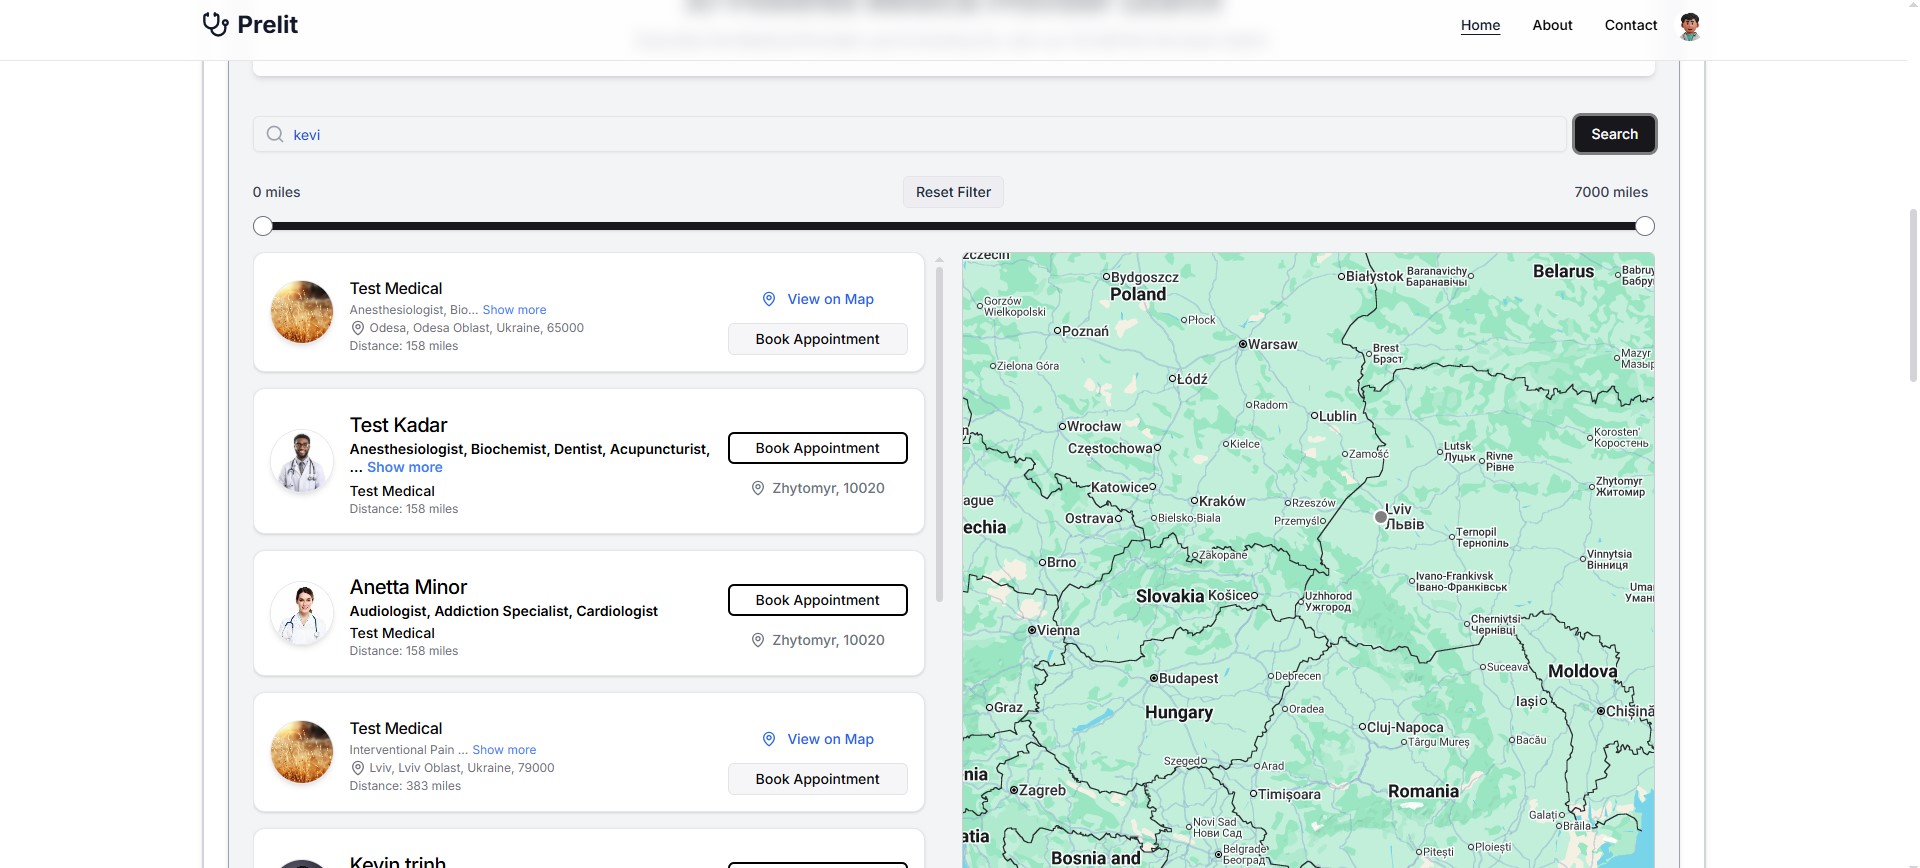 Prelit
Home
About
Contact
kevi
Search
0 miles
Reset Filter
7000 miles
Test Medical
Anesthesiologist, Bio... Show more
Odesa, Odesa Oblast, Ukraine, 65000
Distance: 158 miles
View on Map
Book Appointment
Test Kadar
Anesthesiologist, Biochemist, Dentist, Acupuncturist,
... Show more
Test Medical
Distance: 158 miles
Book Appointment
Zhytomyr, 10020
Anetta Minor
Audiologist, Addiction Specialist, Cardiologist
Test Medical
Distance: 158 miles
Book Appointment
Zhytomyr, 10020
Test Medical
Interventional Pain ... Show more
Lviv, Lviv Oblast, Ukraine, 79000
Distance: 383 miles
View on Map
Book Appointment
Kevin trinh
zczecin
Bydgoszcz
Poland
Białystok
Baranavichy
Баранавічы
Belarus
Babruy
Бабруй
Gorzów
Wielkopolski
Płock
Poznań
Warsaw
Brest
Брэст
Mazyr
Мазыр
Zielona Góra
Łódź
Radom
Lublin
Wrocław
Kielce
Częstochowa
Zamość
Lutsk
Луцьк
Rivne
Рівне
Korosten'
Коростень
Zhytomyr
Житомир
Katowice
ague
Kraków
Rzeszów
echia
Ostrava
Bielsko-Biala
Przemyśl
Lviv
Львів
Ternopil
Тернопіль
Zakopane
Vinnytsia
Вінниця
Brno
Ivano-Frankivsk
Івано-Франківськ
Uma
Умані
Slovakia
Košice
Uzhhorod
Ужгород
Vienna
Chernivtsi
Чернівці
Budapest
Debrecen
Suceava
Moldova
Graz
Hungary
Oradea
Iași
Chișină
Cluj-Napoca
Târgu Mureș
Bacău
Szeged
Arad
nia
Zagreb
Timișoara
Romania
Galați
Brăila
Novi Sad
Нови Сад
atia
Belgrade
Београд
Bosnia and
Pitești
Ploiești